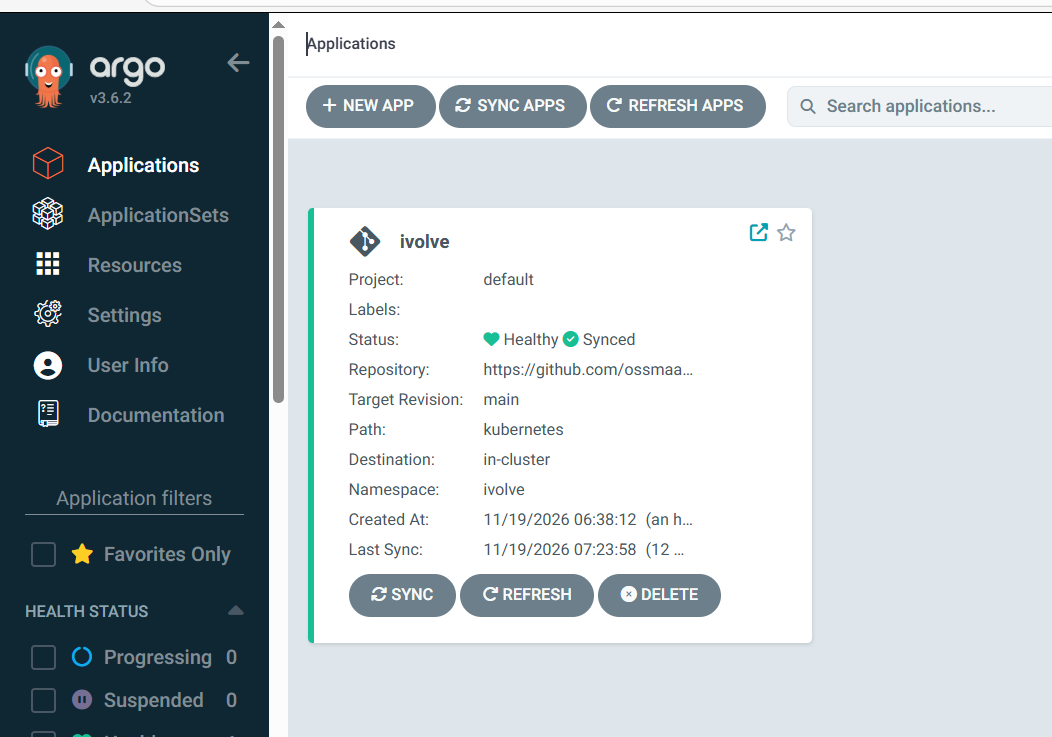 argo
v3.6.2
Applications
ApplicationSets
Resources
Settings
User Info
Documentation
Application filters
Favorites Only
HEALTH STATUS
Progressing 0
Suspended 0
Applications
NEW APP SYNC APPS REFRESH APPS Search applications...
ivolve
Project: default
Labels:
Status: Healthy Synced
Repository: https://github.com/ossmaa...
Target Revision: main
Path: kubernetes
Destination: in-cluster
Namespace: ivolve
Created At: 11/19/2026 06:38:12 (an h...
Last Sync: 11/19/2026 07:23:58 (12 ...
SYNC REFRESH DELETE